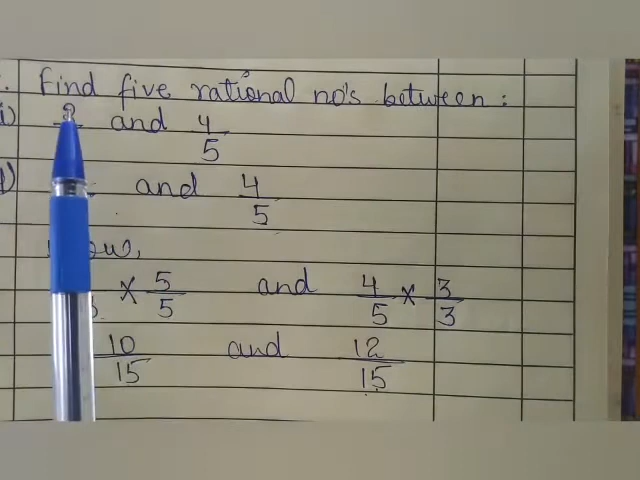 Find five rational no's between :
i) 2 and 4/5
and 4/5
× 5/5 and 4/5 × 3/3
10/15 and 12/15